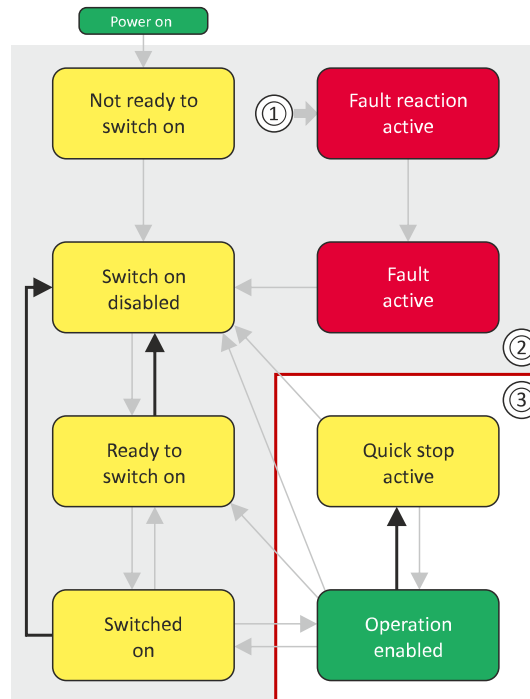 Power on
Not ready to
switch on
①
Fault reaction
active
Switch on
disabled
Fault
active
②
③
Ready to
switch on
Quick stop
active
Switched
on
Operation
enabled